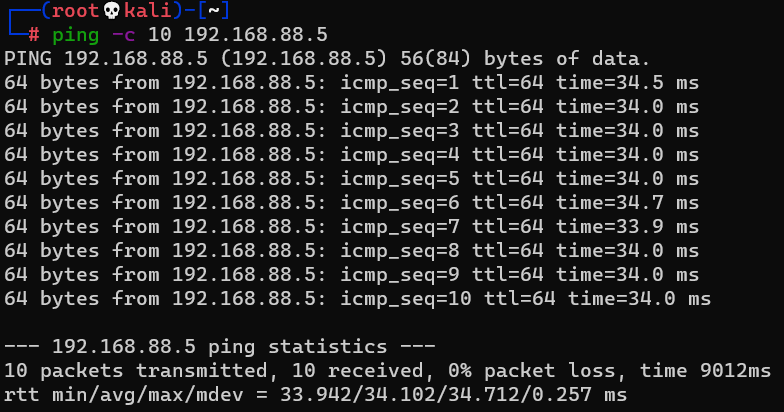 ┌──(root💀kali)-[~]
└─# ping -c 10 192.168.88.5
PING 192.168.88.5 (192.168.88.5) 56(84) bytes of data.
64 bytes from 192.168.88.5: icmp_seq=1 ttl=64 time=34.5 ms
64 bytes from 192.168.88.5: icmp_seq=2 ttl=64 time=34.0 ms
64 bytes from 192.168.88.5: icmp_seq=3 ttl=64 time=34.0 ms
64 bytes from 192.168.88.5: icmp_seq=4 ttl=64 time=34.0 ms
64 bytes from 192.168.88.5: icmp_seq=5 ttl=64 time=34.0 ms
64 bytes from 192.168.88.5: icmp_seq=6 ttl=64 time=34.7 ms
64 bytes from 192.168.88.5: icmp_seq=7 ttl=64 time=33.9 ms
64 bytes from 192.168.88.5: icmp_seq=8 ttl=64 time=34.0 ms
64 bytes from 192.168.88.5: icmp_seq=9 ttl=64 time=34.0 ms
64 bytes from 192.168.88.5: icmp_seq=10 ttl=64 time=34.0 ms

--- 192.168.88.5 ping statistics ---
10 packets transmitted, 10 received, 0% packet loss, time 9012ms
rtt min/avg/max/mdev = 33.942/34.102/34.712/0.257 ms